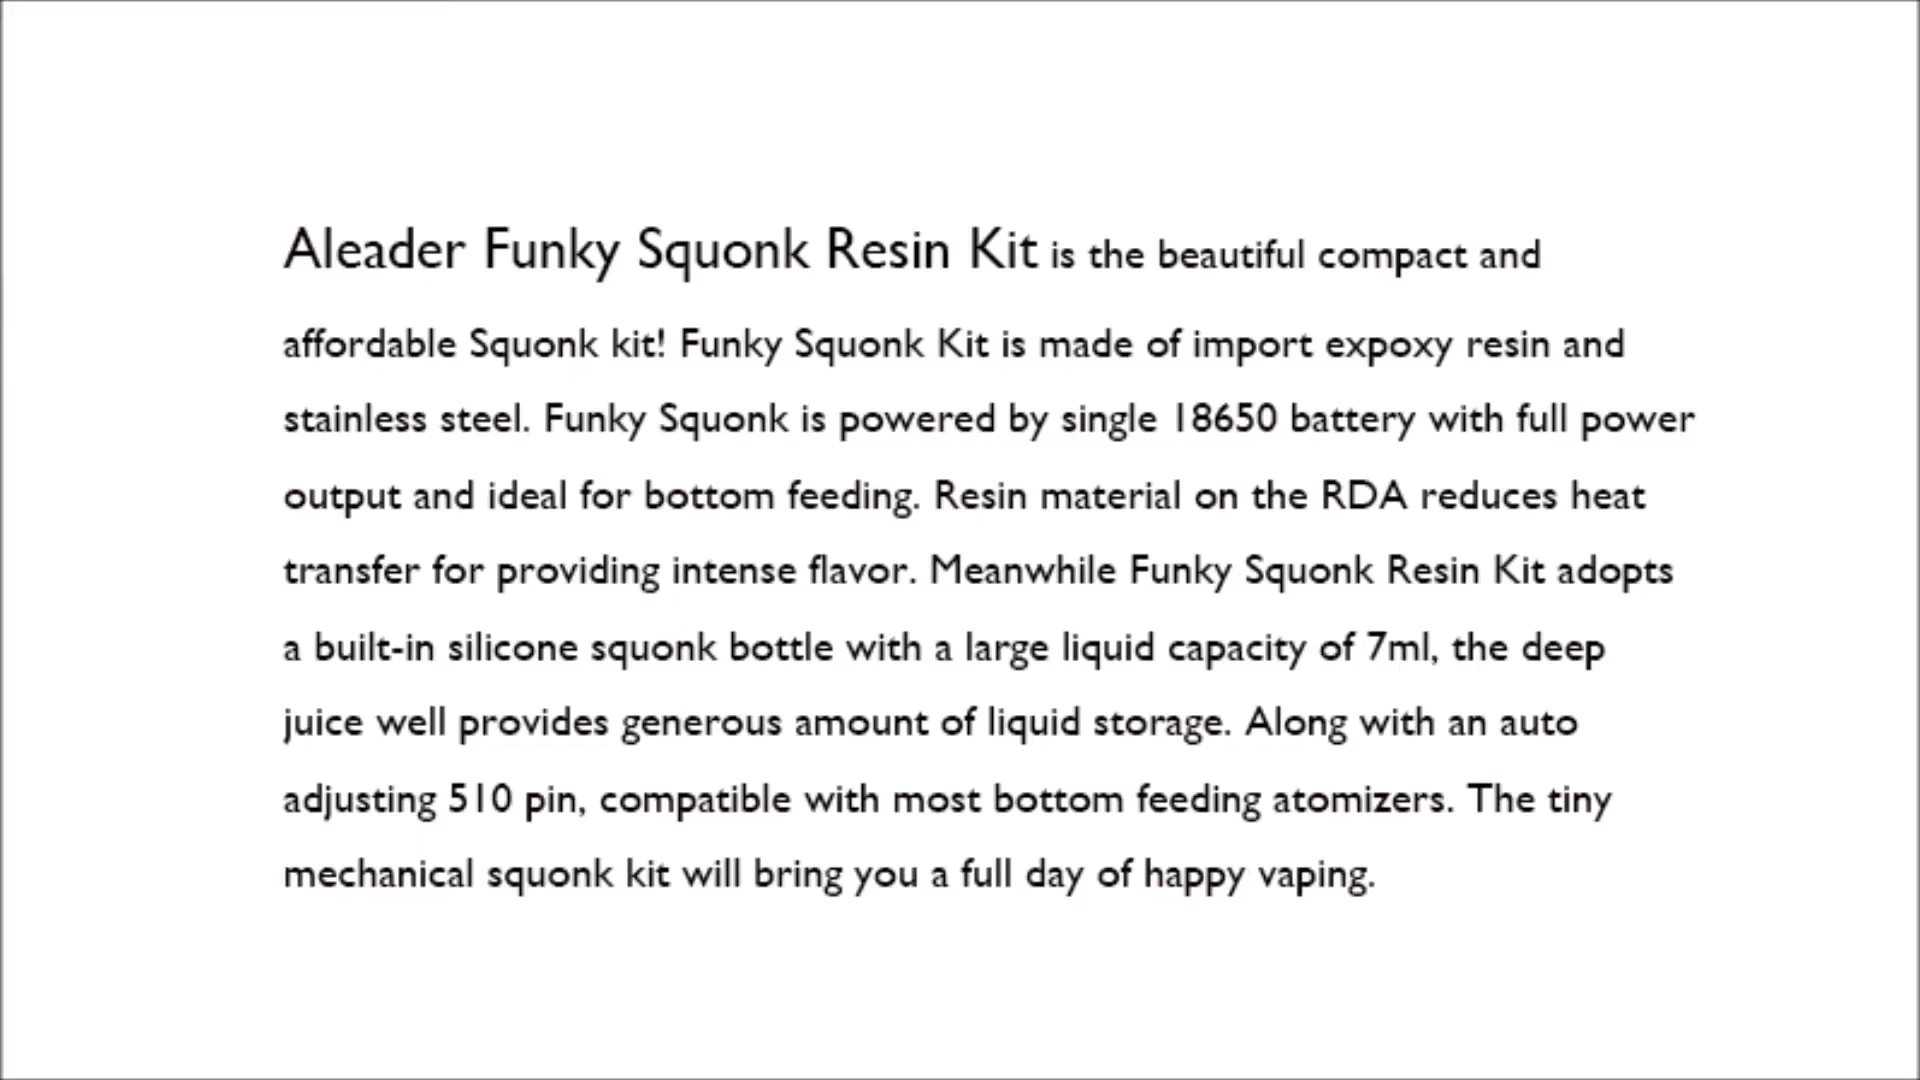 Aleader Funky Squonk Resin Kit is the beautiful compact and
affordable Squonk kit! Funky Squonk Kit is made of import expoxy resin and
stainless steel. Funky Squonk is powered by single 18650 battery with full power
output and ideal for bottom feeding. Resin material on the RDA reduces heat
transfer for providing intense flavor. Meanwhile Funky Squonk Resin Kit adopts
a built-in silicone squonk bottle with a large liquid capacity of 7ml, the deep
juice well provides generous amount of liquid storage. Along with an auto
adjusting 510 pin, compatible with most bottom feeding atomizers. The tiny
mechanical squonk kit will bring you a full day of happy vaping.